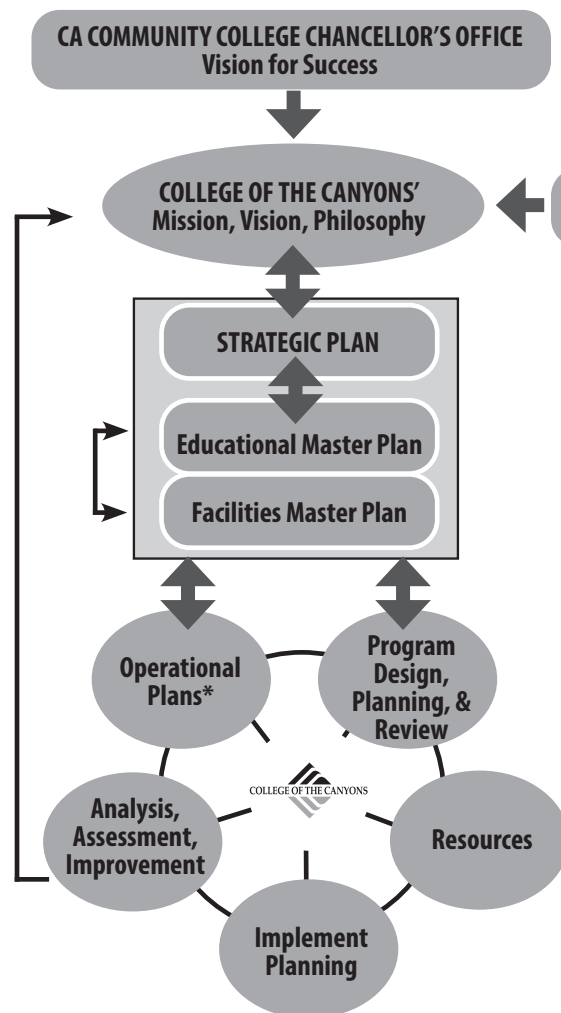 CA COMMUNITY COLLEGE CHANCELLOR'S OFFICE
Vision for Success
COLLEGE OF THE CANYONS'
Mission, Vision, Philosophy
STRATEGIC PLAN
Educational Master Plan
Facilities Master Plan
Operational
Plans*
Program
Design,
Planning, &
Review
COLLEGE OF THE CANYONS
Analysis,
Assessment,
Improvement
Resources
Implement
Planning